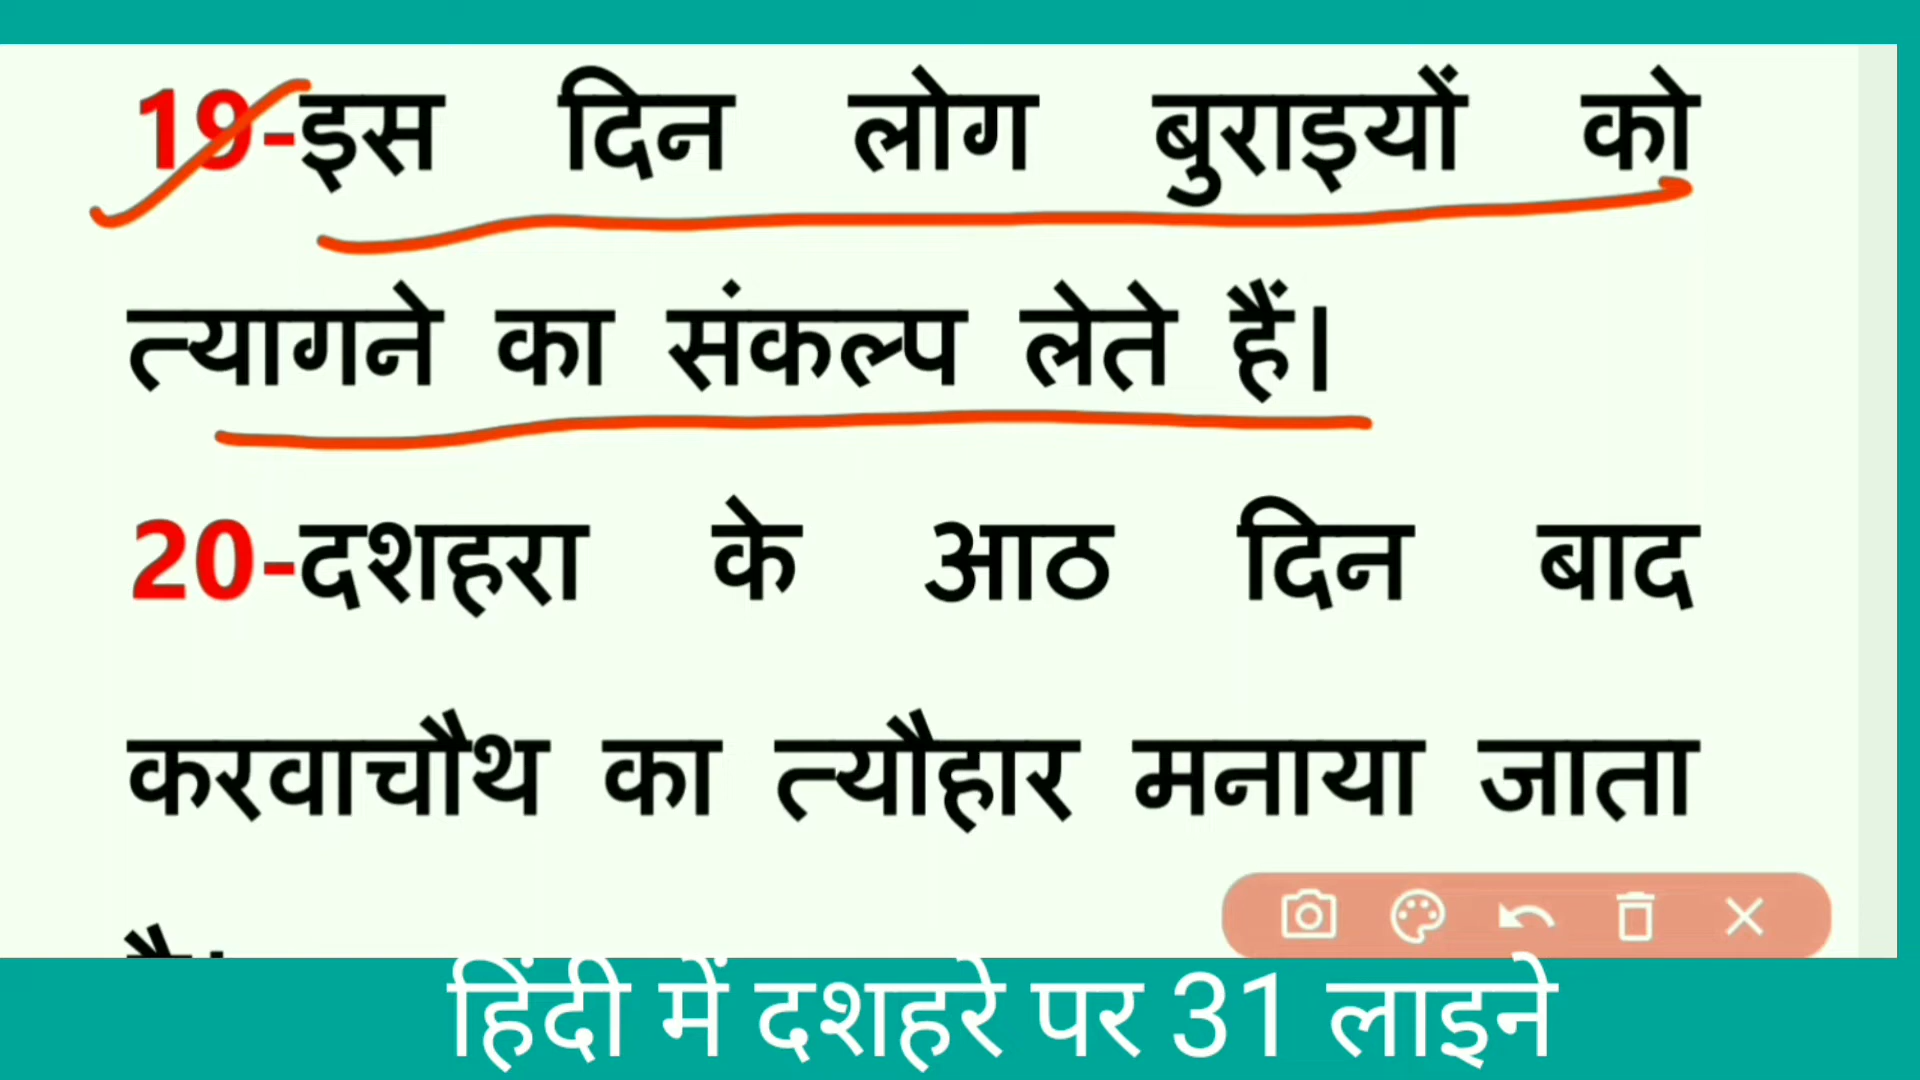 19-इस दिन लोग बुराइयों को
त्यागने का संकल्प लेते हैं।
20-दशहरा के आठ दिन बाद
करवाचौथ का त्यौहार मनाया जाता
हिंदी में दशहरे पर 31 लाइने